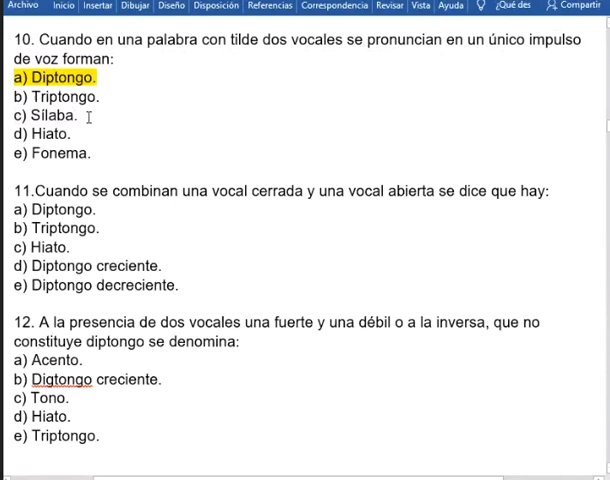 Archivo Inicio Insertar Dibujar Diseño Disposición Referencias Correspondencia Revisar Vista Ayuda ¿Qué des Compartir
10. Cuando en una palabra con tilde dos vocales se pronuncian en un único impulso
de voz forman:
a) Diptongo.
b) Triptongo.
c) Sílaba.
d) Hiato.
e) Fonema.
11.Cuando se combinan una vocal cerrada y una vocal abierta se dice que hay:
a) Diptongo.
b) Triptongo.
c) Hiato.
d) Diptongo creciente.
e) Diptongo decreciente.
12. A la presencia de dos vocales una fuerte y una débil o a la inversa, que no
constituye diptongo se denomina:
a) Acento.
b) Digtongo creciente.
c) Tono.
d) Hiato.
e) Triptongo.